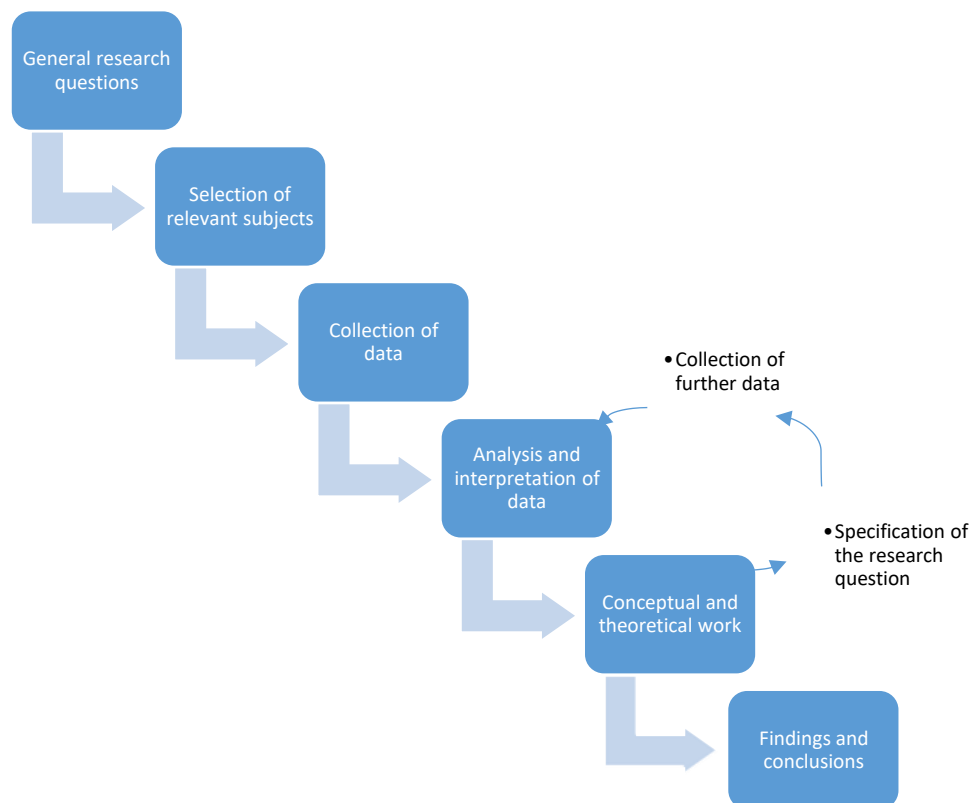 General research
questions
Selection of
relevant subjects
Collection of
data
•Collection of
further data
Analysis and
interpretation of
data
•Specification of
the research
question
Conceptual and
theoretical work
Findings and
conclusions